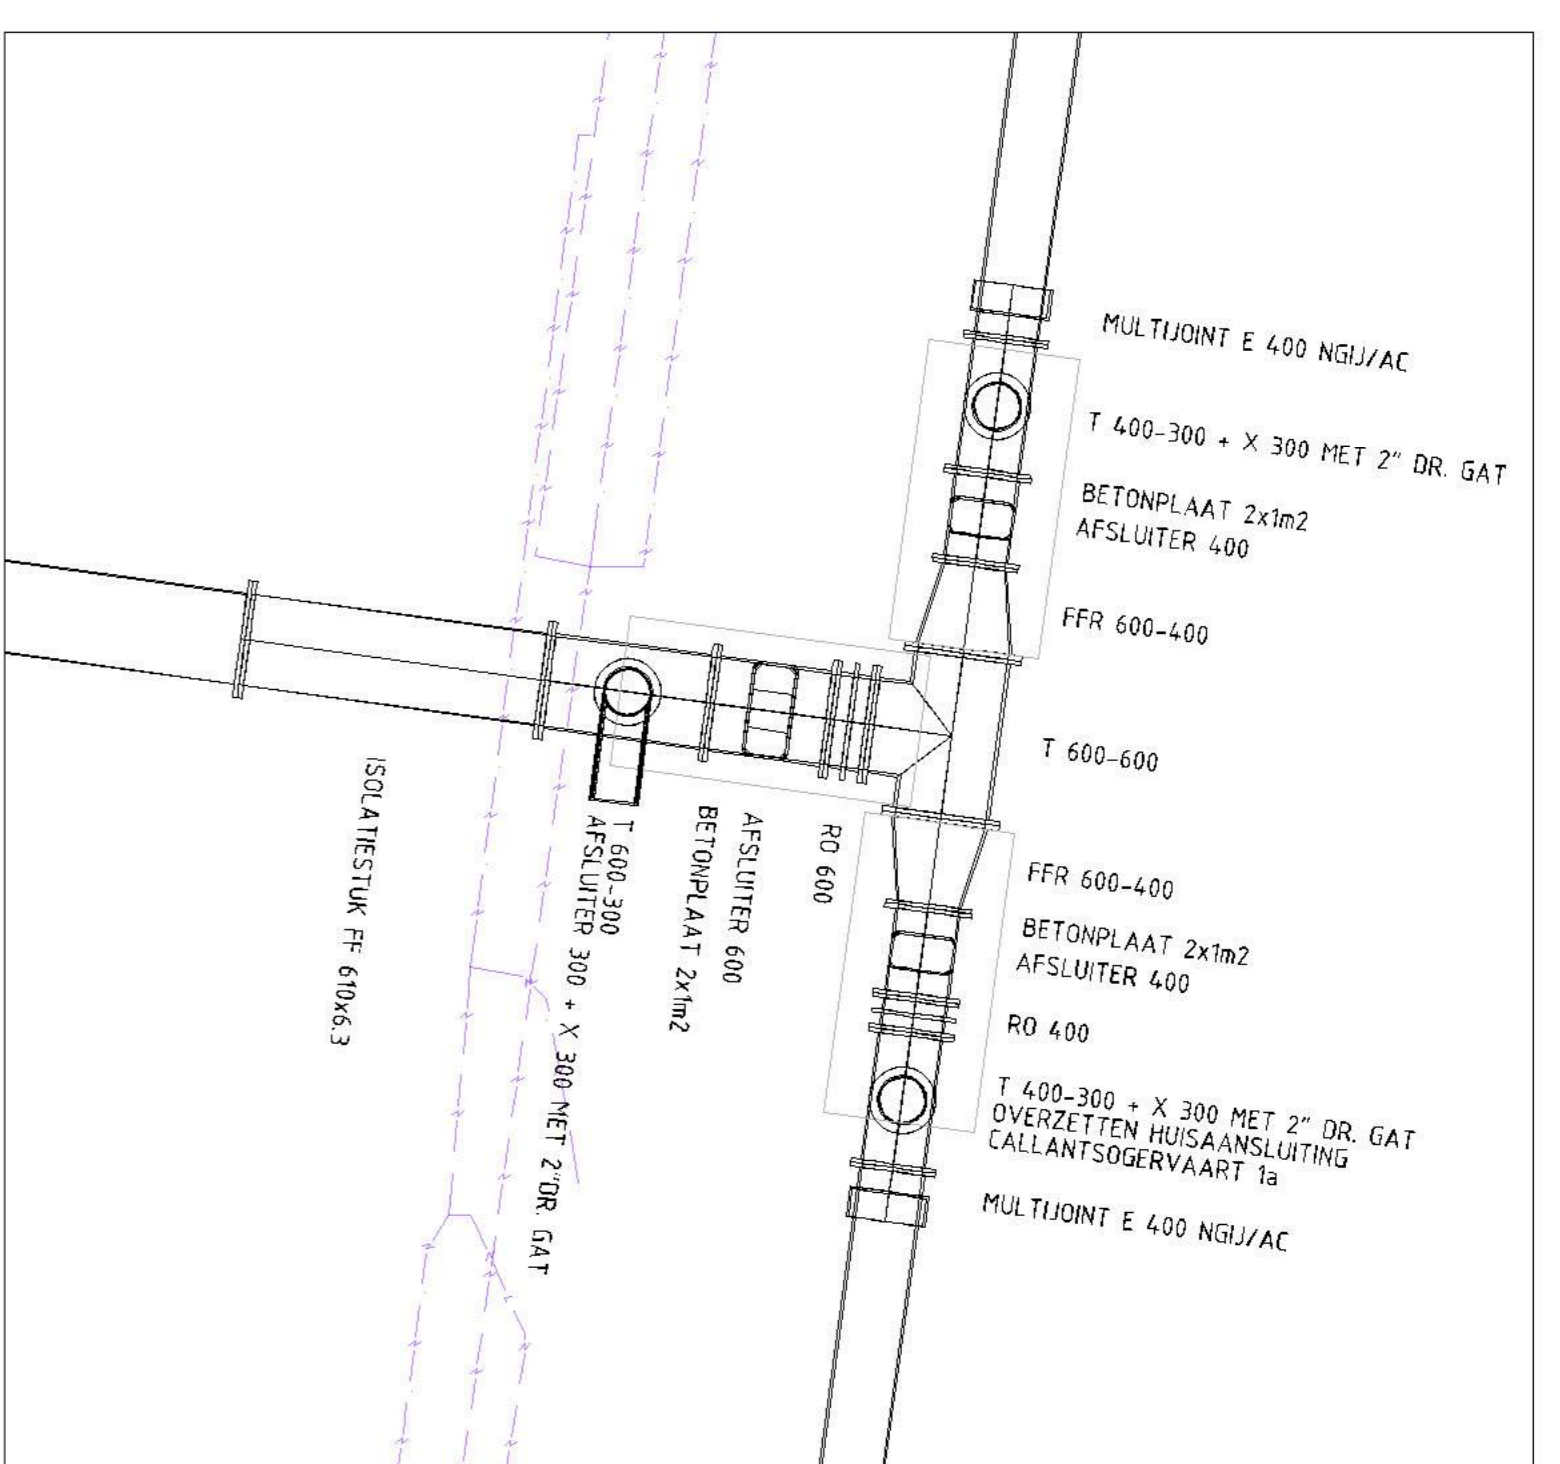 MULTIJOINT E 400 NGIJ/AC
T 400-300 + X 300 MET 2" DR. GAT
BETONPLAAT 2x1m2
AFSLUITER 400
FFR 600-400
T 600-600
FFR 600-400
BETONPLAAT 2x1m2
AFSLUITER 400
RO 400
T 400-300 + X 300 MET 2" DR. GAT
OVERZETTEN HUISAANSLUITING
CALLANTSOGERVAART 1a
MULTIJOINT E 400 NGIJ/AC
RO 600
AFSLUITER 600
BETONPLAAT 2x1m2
T 600-300
AFSLUITER 300 + X 300 MET 2"DR. GAT
ISOLATIESTUK FF 610x6.3